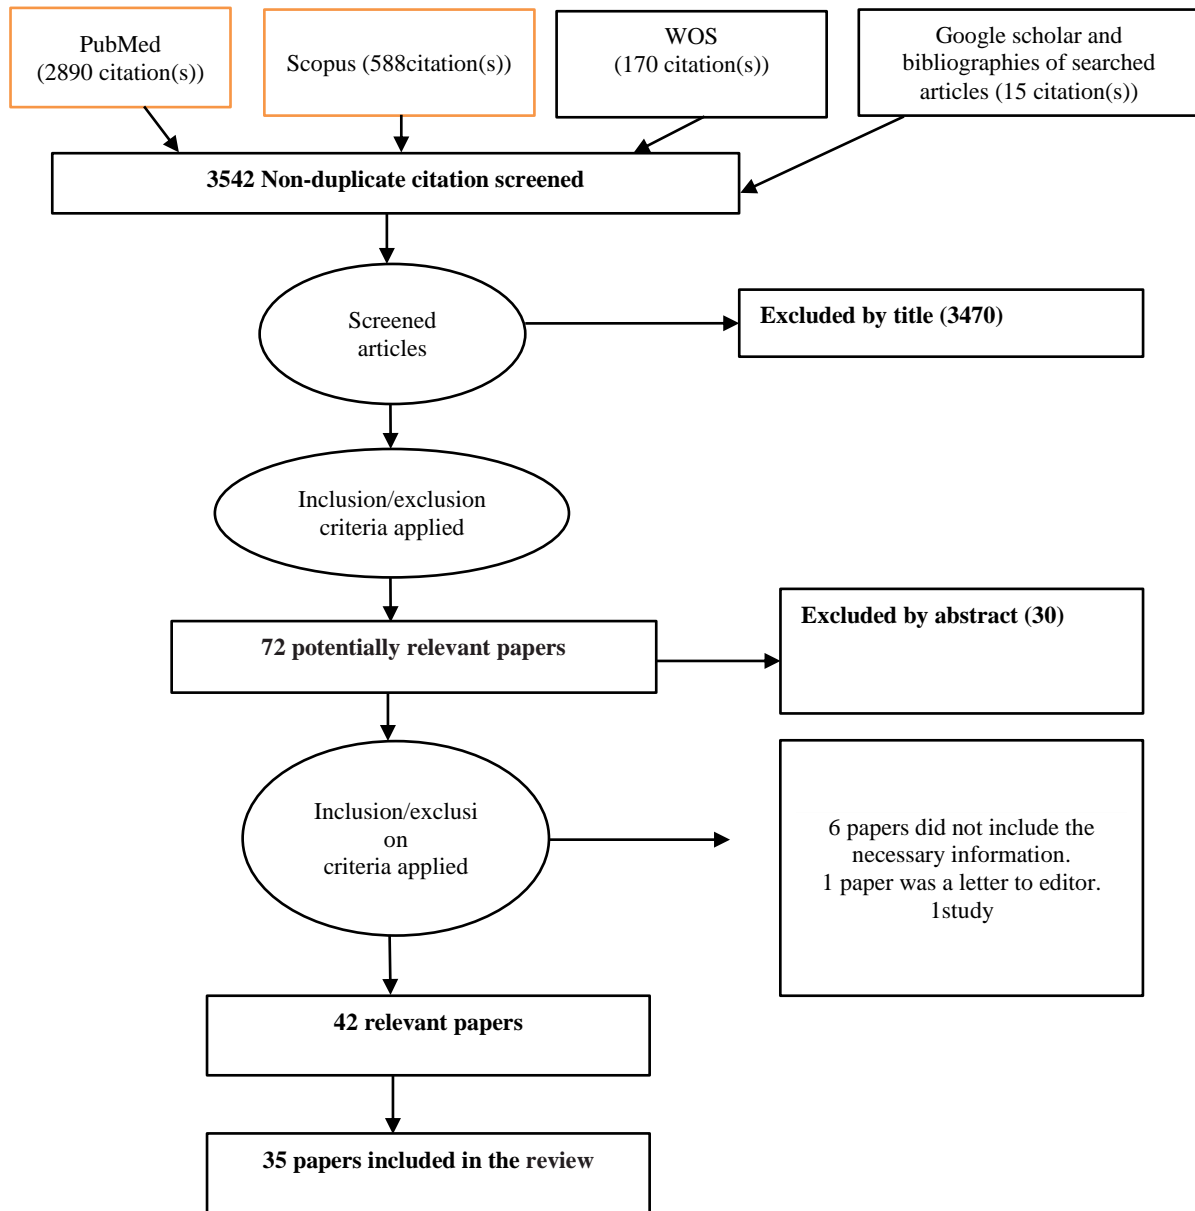 PubMed
(2890 citation(s))
Scopus (588citation(s))
WOS
(170 citation(s))
Google scholar and
bibliographies of searched
articles (15 citation(s))
3542 Non-duplicate citation screened
Screened
articles
Excluded by title (3470)
Inclusion/exclusion
criteria applied
72 potentially relevant papers
Excluded by abstract (30)
Inclusion/exclusi
on
criteria applied
6 papers did not include the
necessary information.
1 paper was a letter to editor.
1study
42 relevant papers
35 papers included in the review